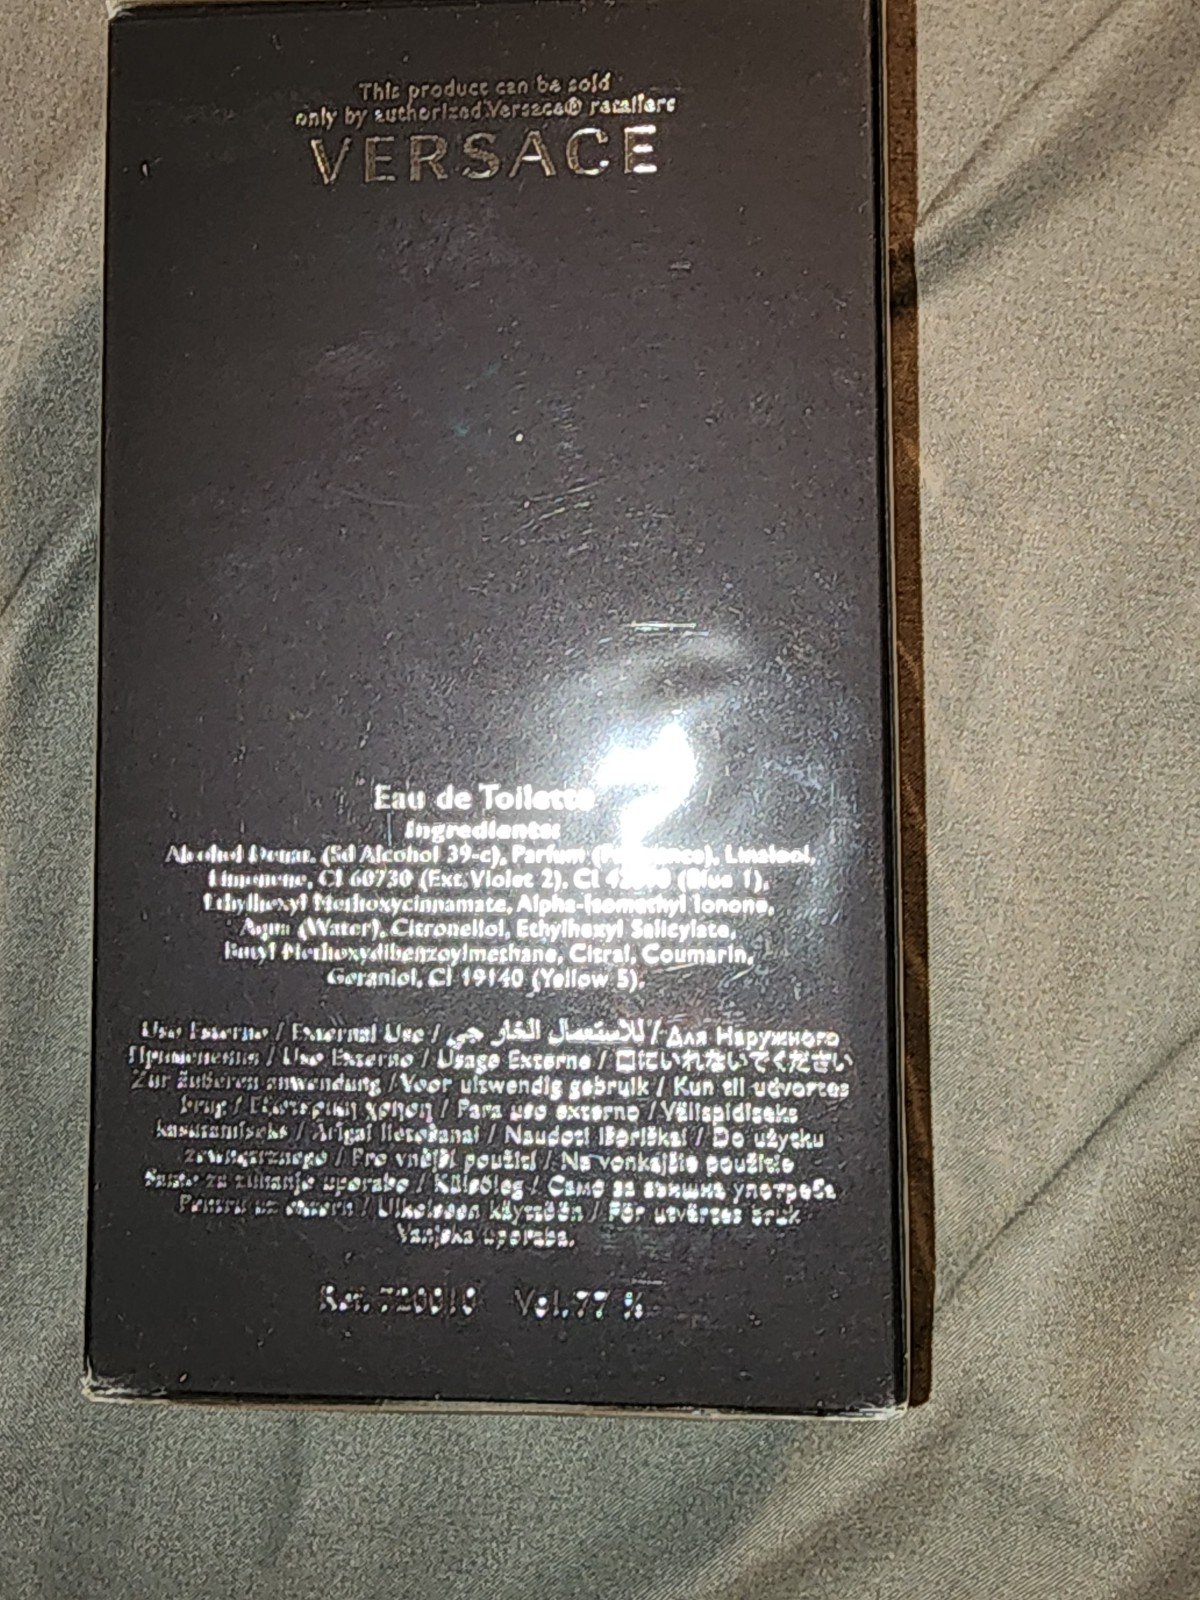 This product can be sold
only by authorized Versace® retailers
VERSACE
Eau de Toilette
Ingredients:
Alcohol Denat. (Sd Alcohol 39-c), Parfum (Fragrance), Linalool,
Limonene, CI 60730 (Ext. Violet 2), CI (Blue 1),
Ethylhexyl Methoxycinnamate, Alpha-Isomethyl Ionone,
Aqua (Water), Citronellol, Ethylhexyl Salicylate,
Butyl Methoxydibenzoylmethane, Citral, Coumarin,
Geraniol, CI 19140 (Yellow 5).
Uso Esterno / External Use / للاستعمال الخارجي / Для Наружного
Применения / Uso Externo / Usage Externe / 口にいれないでください
Zur äußeren anwendung / Voor uitwendig gebruik / Kun til udvortes
brug / Εξωτερική χρήση / Para uso externo / Välispidiseks
kasutamiseks / Ārīgai lietošanai / Naudoti išoriškai / Do użytku
zewnętrznego / Pro vnější použití / Na vonkajšie použitie
Samo za zunanjo uporabo / Külsőleg / Само за външна употреба
Pentru uz extern / Ulkoiseen käyttöön / För utvärtes bruk
Vanjska uporaba.
Ref. Vol. 77 %